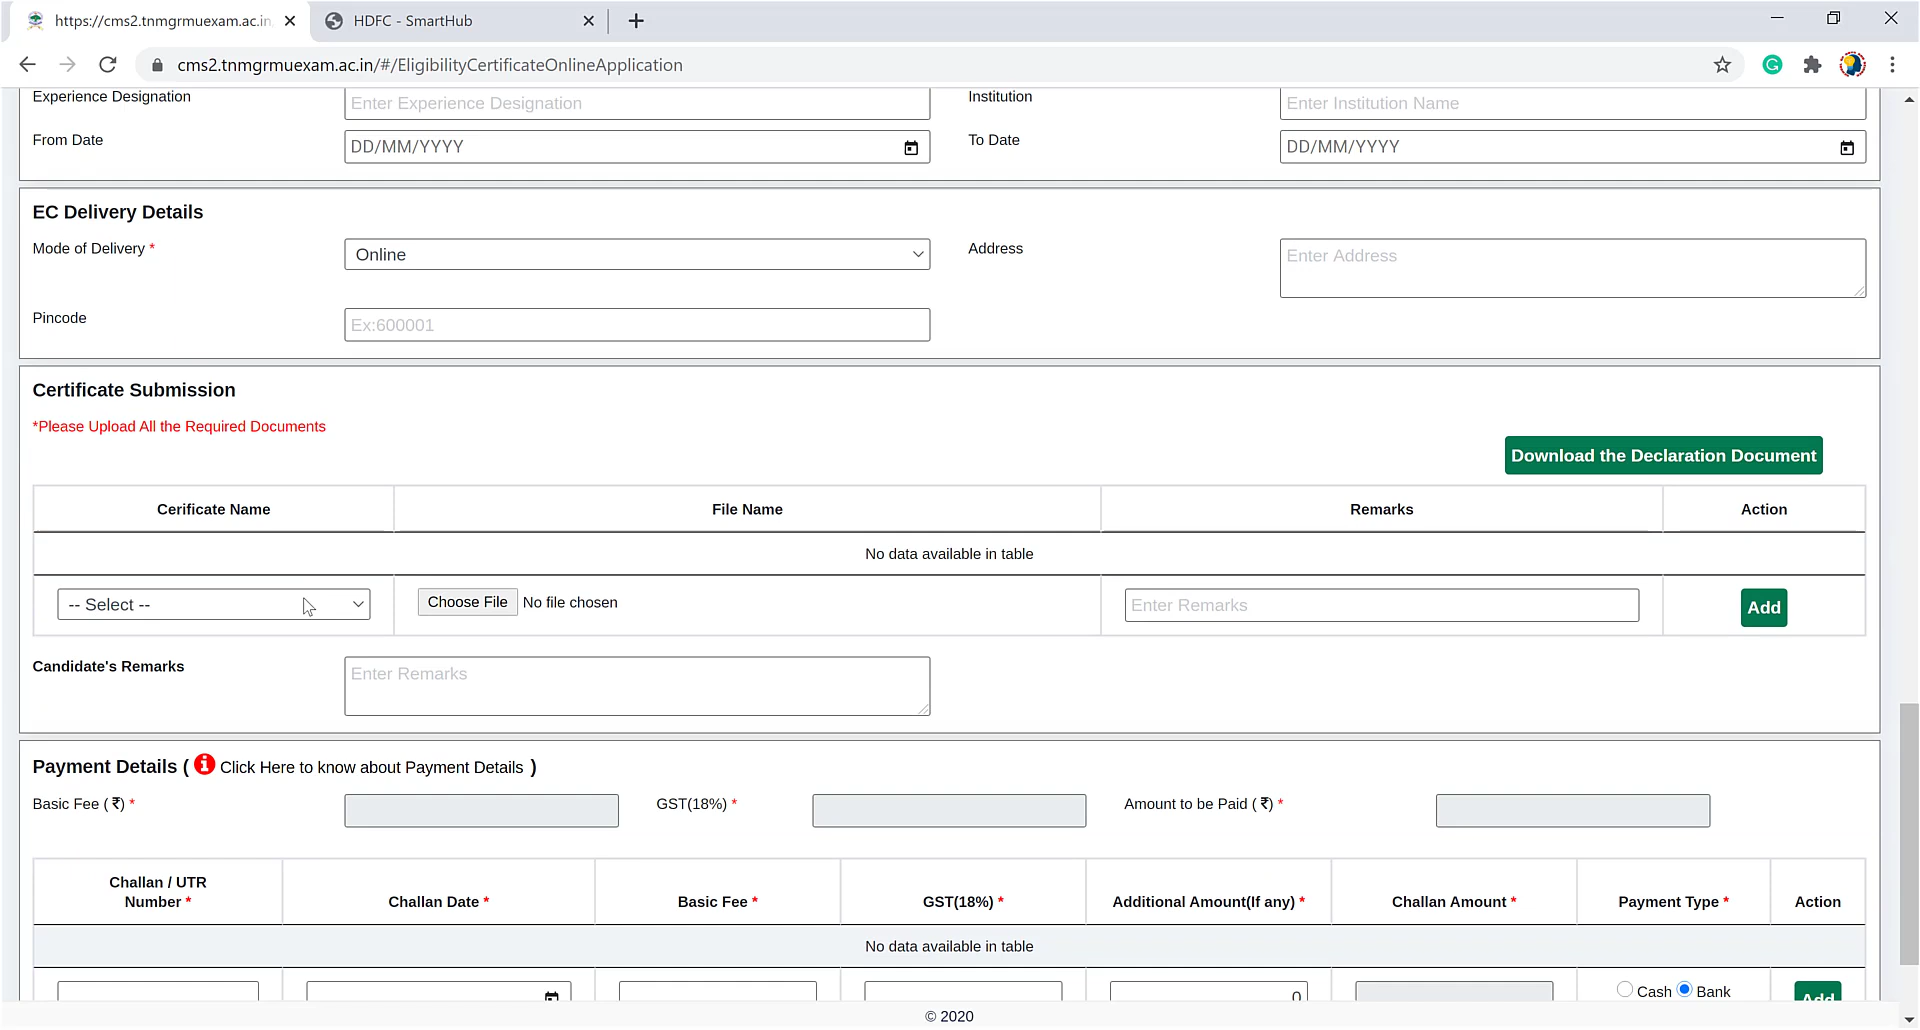 https://cms2.tnmgrmuexam.ac.in
HDFC - SmartHub
cms2.tnmgrmuexam.ac.in/#/EligibilityCertificateOnlineApplication
Experience Designation
Enter Experience Designation
Institution
Enter Institution Name
From Date
DD/MM/YYYY
To Date
DD/MM/YYYY
EC Delivery Details
Mode of Delivery *
Online
Address
Enter Address
Pincode
Ex:600001
Certificate Submission
*Please Upload All the Required Documents
Download the Declaration Document
Cerificate Name
File Name
Remarks
Action
No data available in table
-- Select --
Choose File No file chosen
Enter Remarks
Add
Candidate's Remarks
Enter Remarks
Payment Details ( Click Here to know about Payment Details )
Basic Fee ( ₹) *
GST(18%) *
Amount to be Paid ( ₹) *
Challan / UTR
Number *
Challan Date *
Basic Fee *
GST(18%) *
Additional Amount(If any) *
Challan Amount *
Payment Type *
Action
No data available in table
0
Cash Bank
Add
© 2020